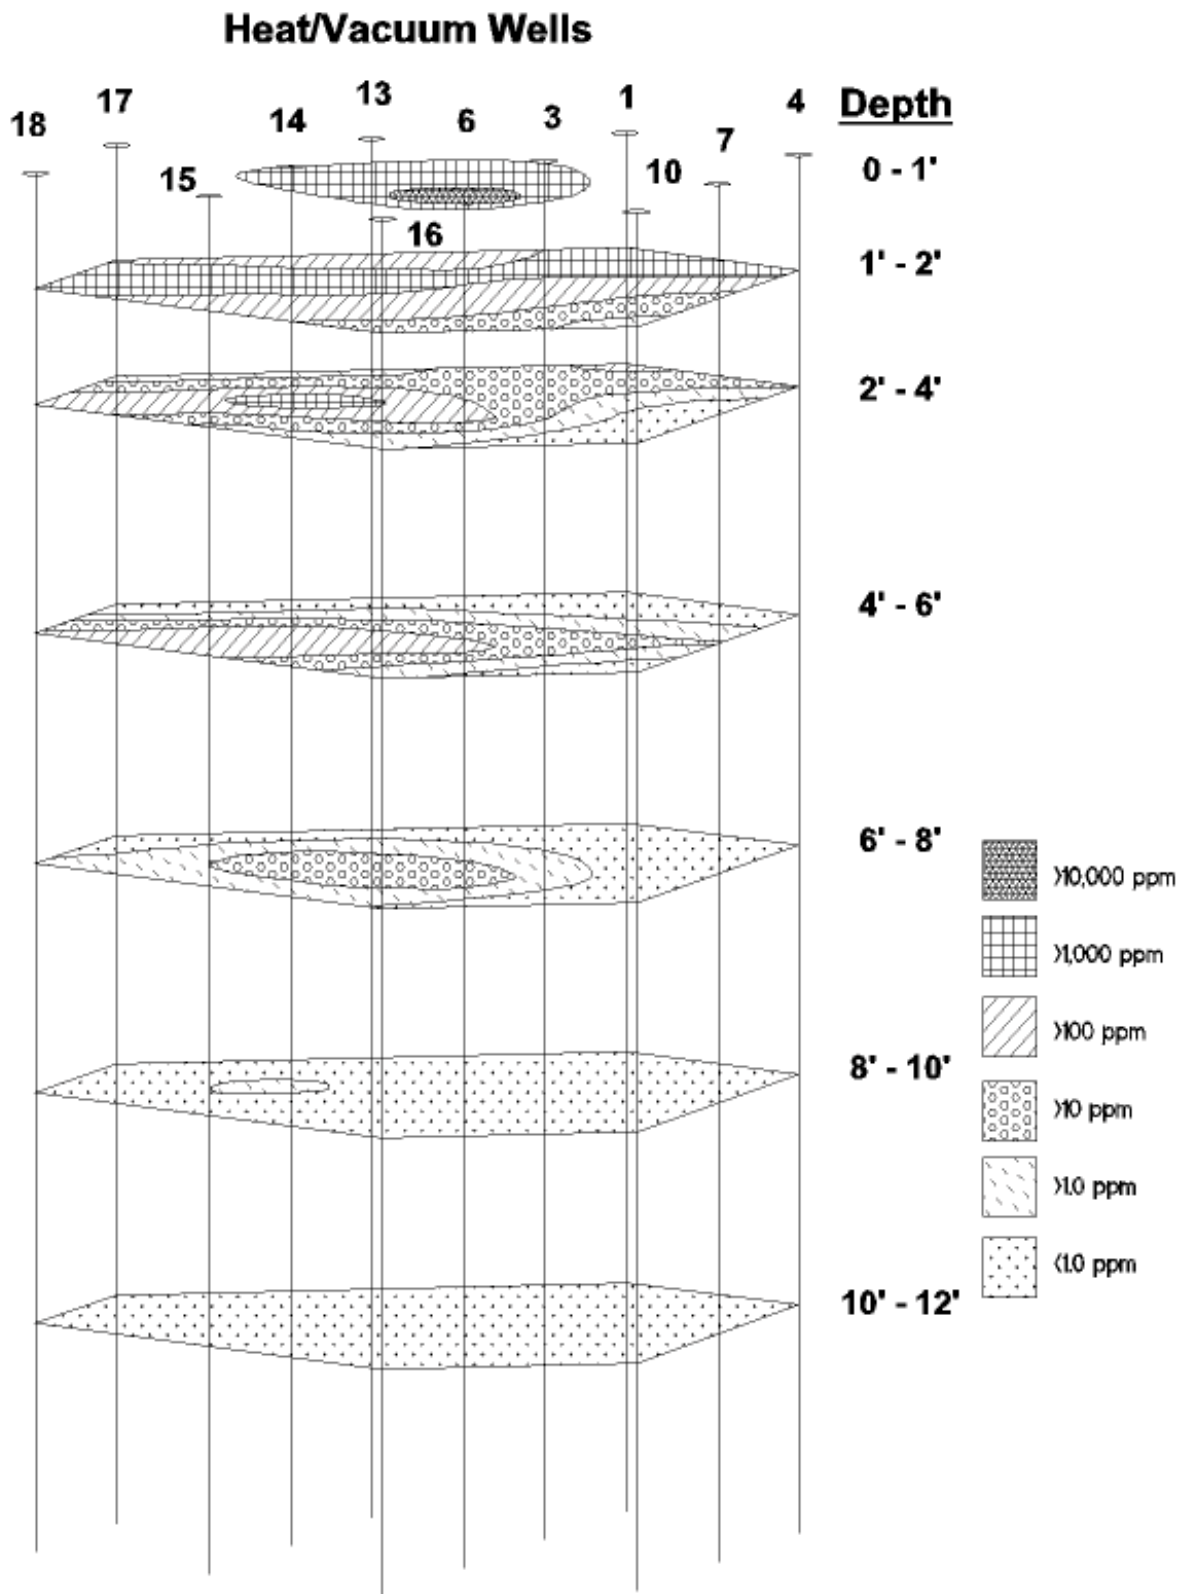 Heat/Vacuum Wells
18 17 14 13 6 3 1 4 Depth
15 16 10 7 0 - 1'
1' - 2'
2' - 4'
4' - 6'
6' - 8'
8' - 10'
10' - 12'
>10,000 ppm
>1,000 ppm
>100 ppm
>10 ppm
>1.0 ppm
<1.0 ppm